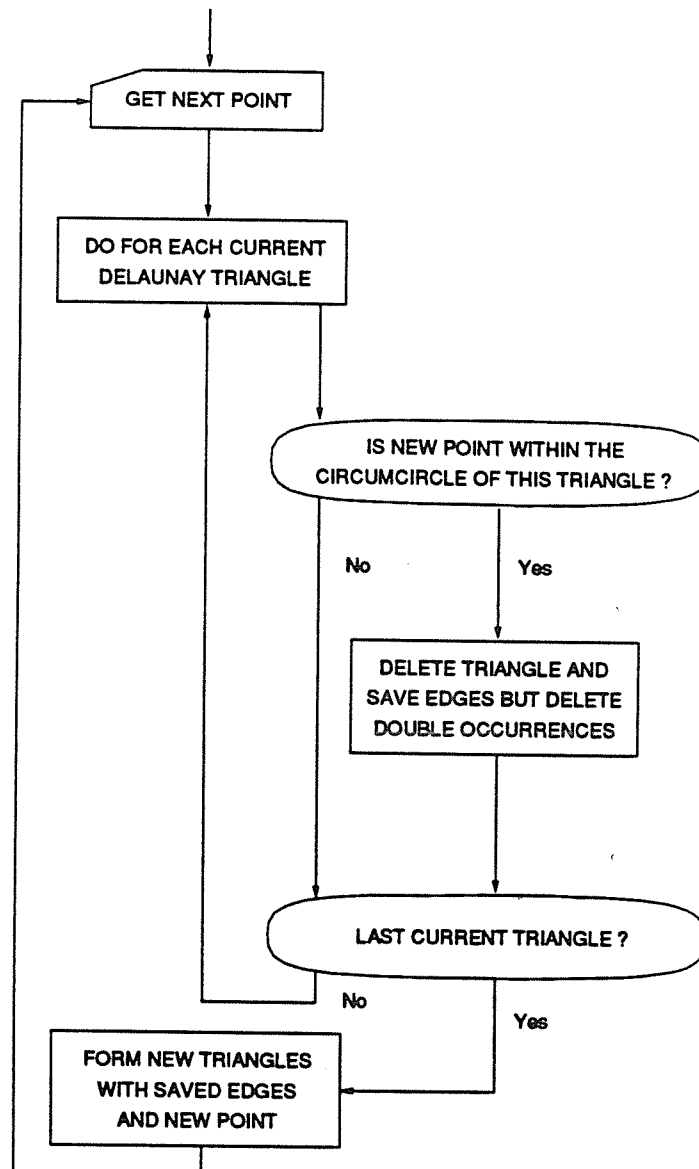 GET NEXT POINT
DO FOR EACH CURRENT
DELAUNAY TRIANGLE
IS NEW POINT WITHIN THE
CIRCUMCIRCLE OF THIS TRIANGLE ?
No
Yes
DELETE TRIANGLE AND
SAVE EDGES BUT DELETE
DOUBLE OCCURRENCES
LAST CURRENT TRIANGLE ?
No
Yes
FORM NEW TRIANGLES
WITH SAVED EDGES
AND NEW POINT